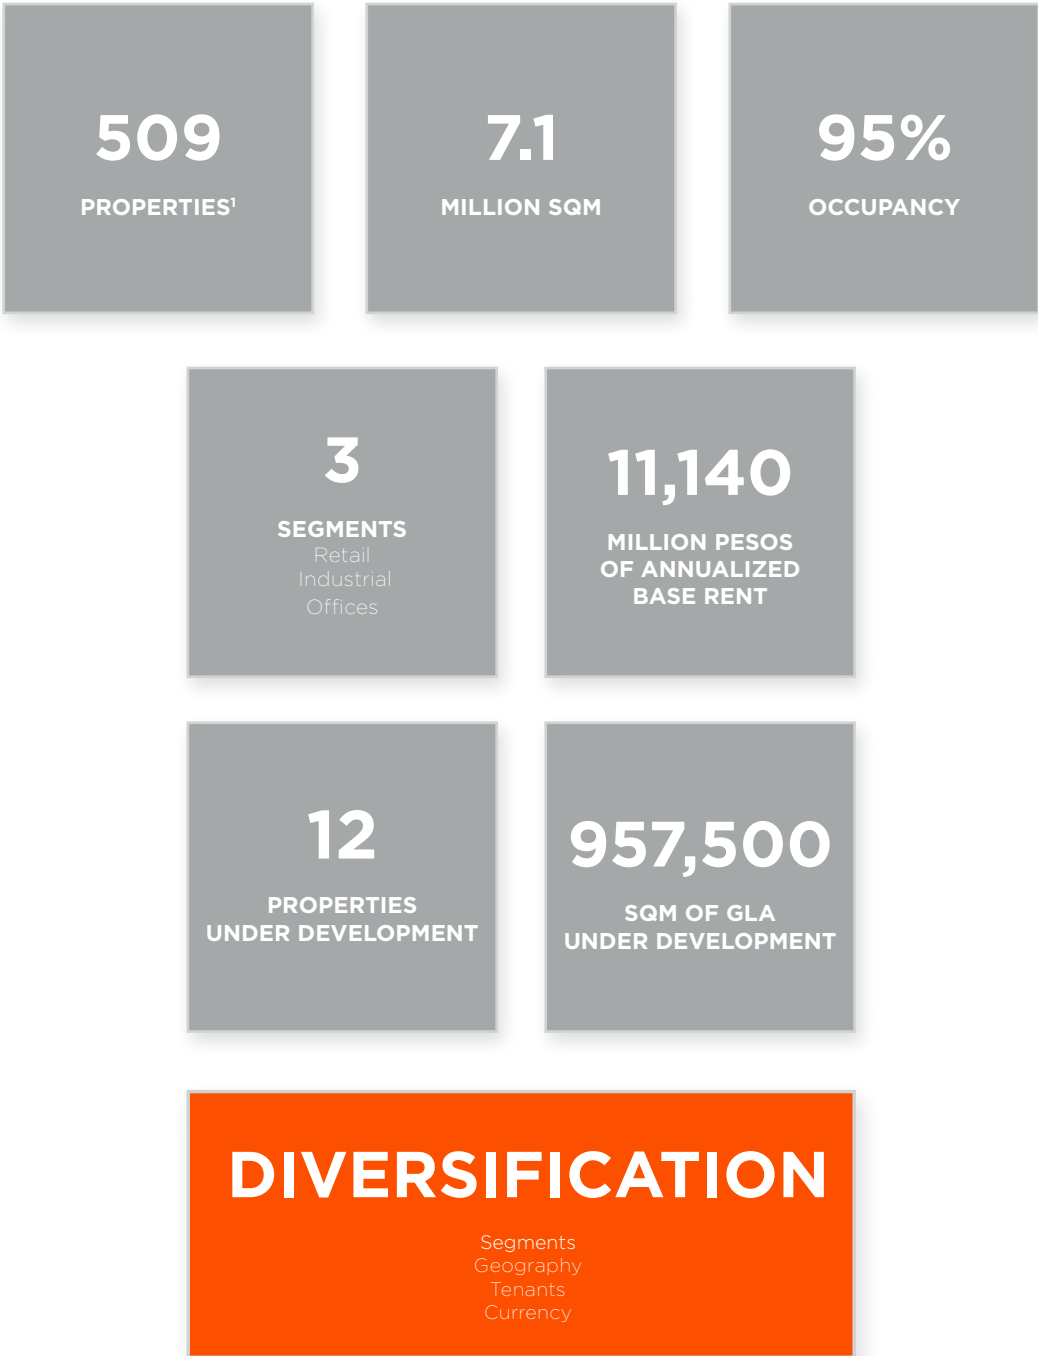 509
PROPERTIES¹
7.1
MILLION SQM
95%
OCCUPANCY
3
SEGMENTS
Retail
Industrial
Offices
11,140
MILLION PESOS
OF ANNUALIZED
BASE RENT
12
PROPERTIES
UNDER DEVELOPMENT
957,500
SQM OF GLA
UNDER DEVELOPMENT
DIVERSIFICATION
Segments
Geography
Tenants
Currency